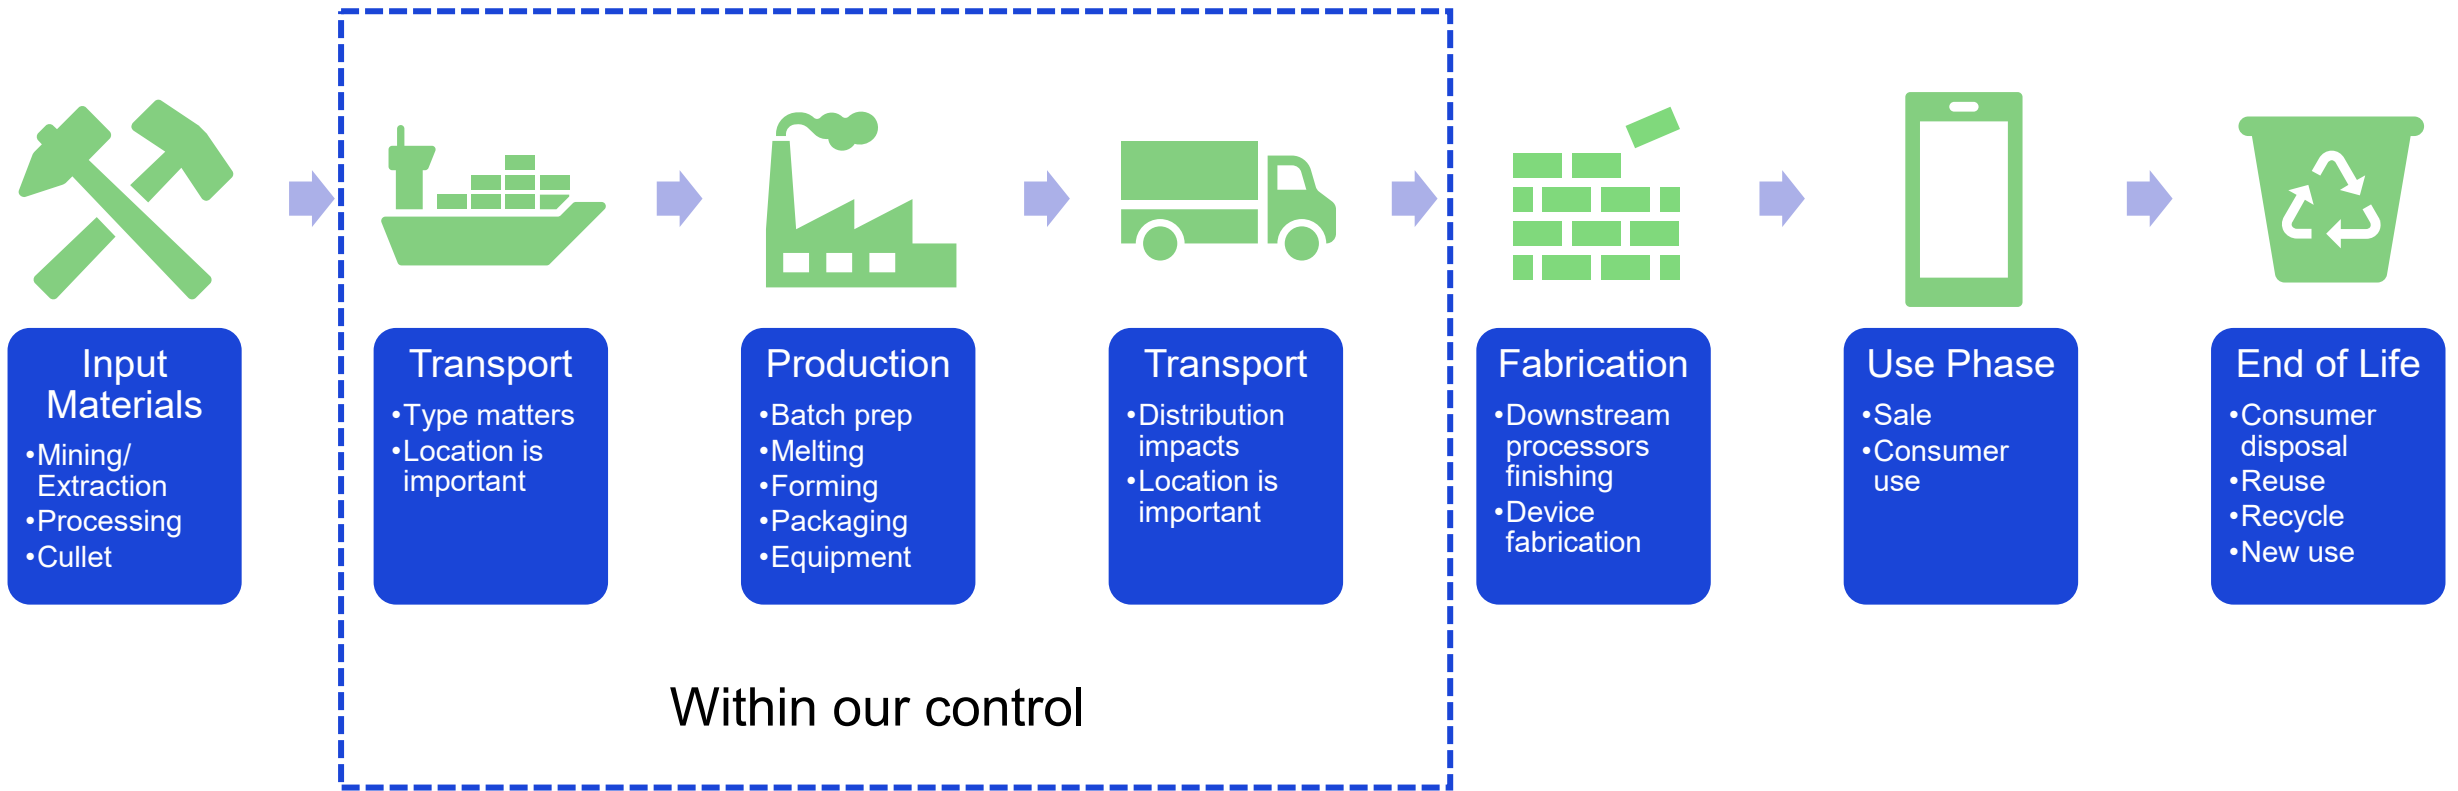 Input
Materials
•Mining/
Extraction
•Processing
•Cullet
Transport
•Type matters
•Location is
important
Production
•Batch prep
•Melting
•Forming
•Packaging
•Equipment
Transport
•Distribution
impacts
•Location is
important
Fabrication
•Downstream
processors
finishing
•Device
fabrication
Use Phase
•Sale
•Consumer
use
End of Life
•Consumer
disposal
•Reuse
•Recycle
•New use
Within our control